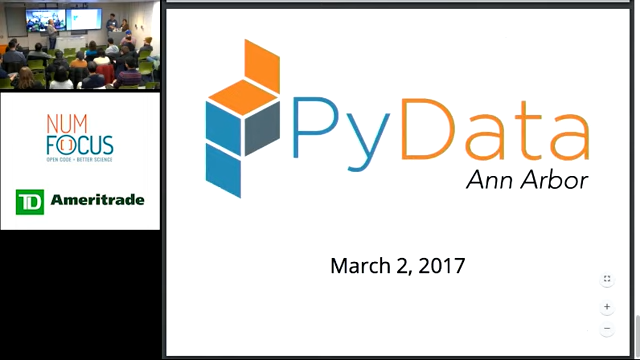 NUM
FOCUS
OPEN CODE = BETTER SCIENCE
TD Ameritrade
PyData
Ann Arbor
March 2, 2017